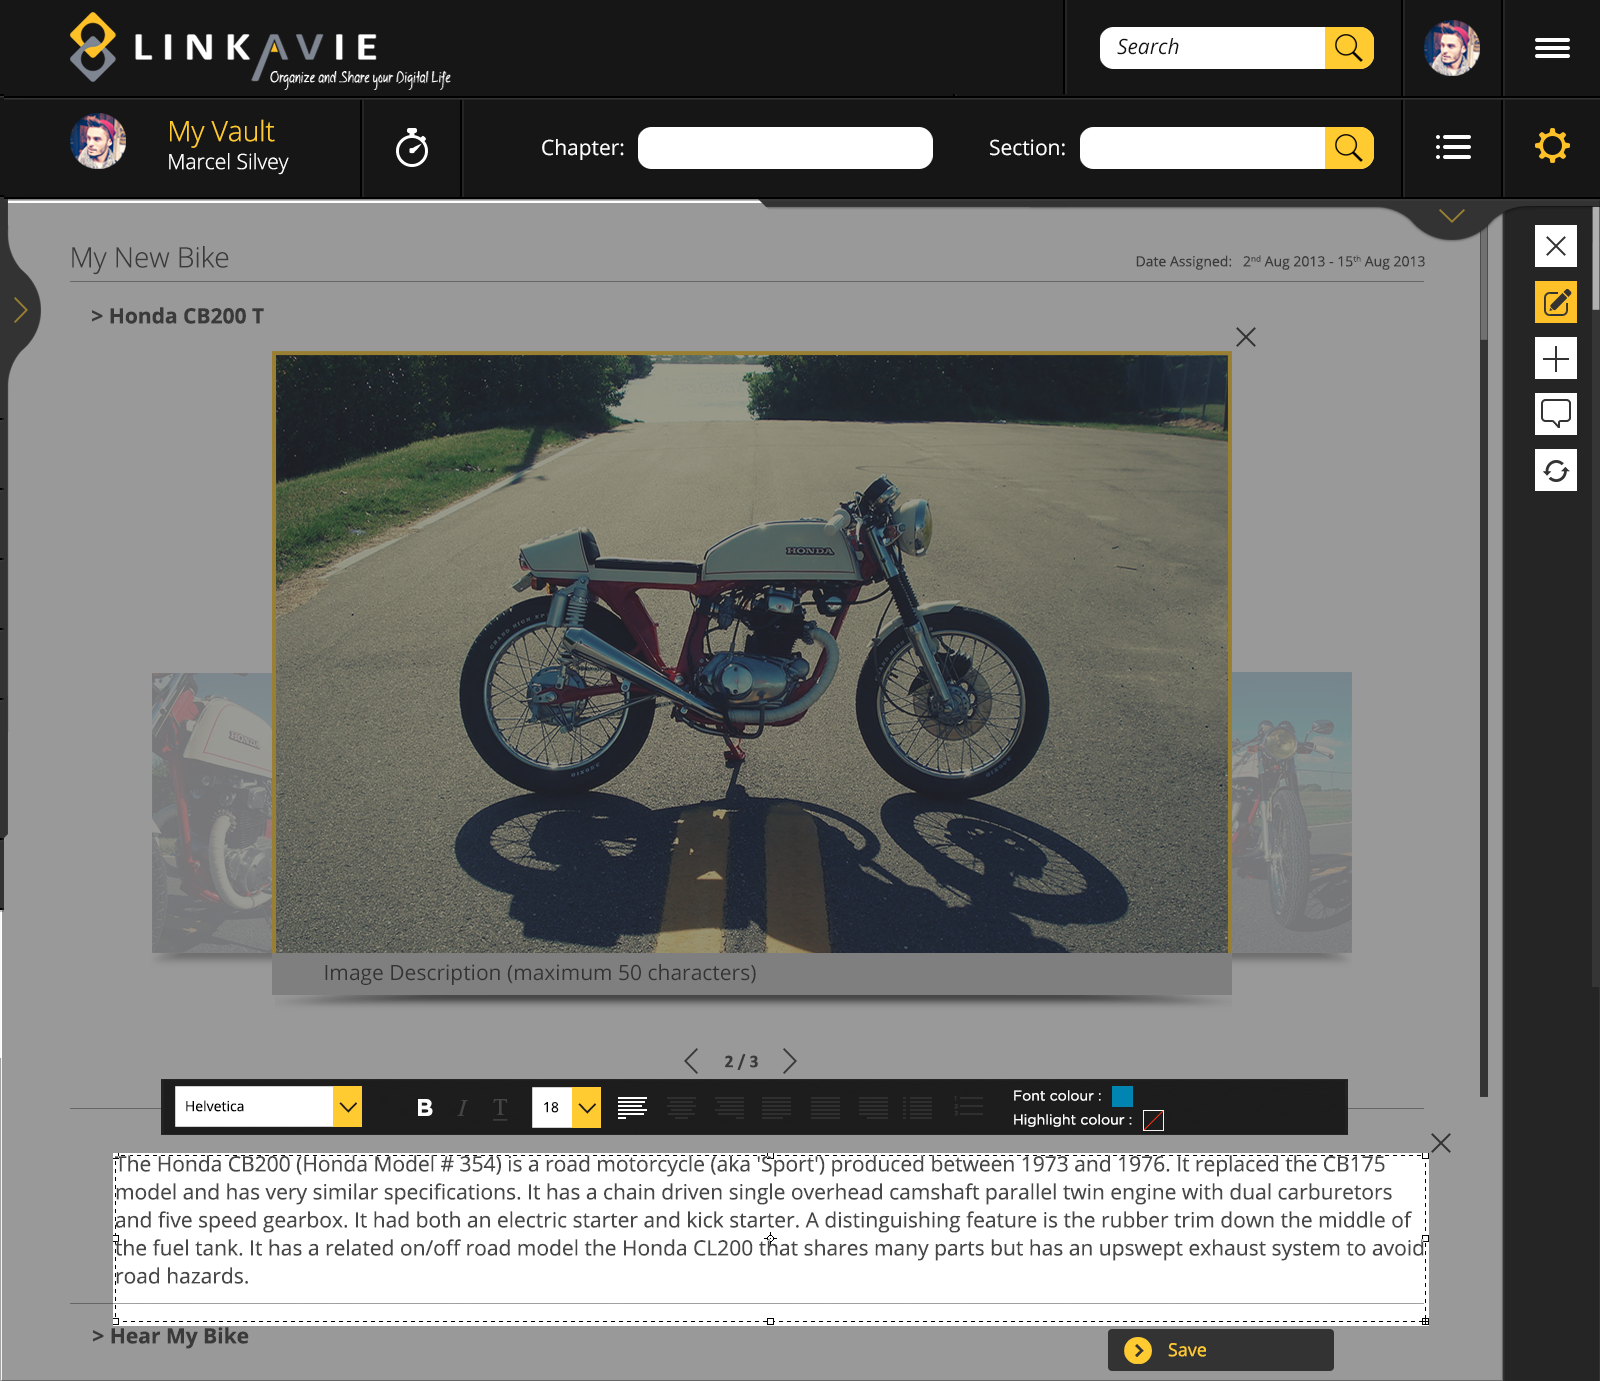 LINKAVIE
Organize and Share your Digital Life
Search
My Vault
Marcel Silvey
Chapter:
Section:
My New Bike
Date Assigned: 2nd Aug 2013 - 15th Aug 2013
> Honda CB200 T
HONDA
HONDA
Image Description (maximum 50 characters)
2 / 3
Helvetica
B I T
18
Font colour :
Highlight colour :
The Honda CB200 (Honda Model # 354) is a road motorcycle (aka 'Sport') produced between 1973 and 1976. It replaced the CB175
model and has very similar specifications. It has a chain driven single overhead camshaft parallel twin engine with dual carburetors
and five speed gearbox. It had both an electric starter and kick starter. A distinguishing feature is the rubber trim down the middle of
the fuel tank. It has a related on/off road model the Honda CL200 that shares many parts but has an upswept exhaust system to avoid
road hazards.
> Hear My Bike
Save